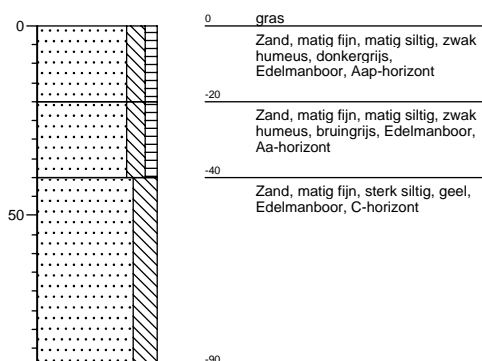 0
0
gras
Zand, matig fijn, matig siltig, zwak
humeus, donkergrijs,
Edelmanboor, Aap-horizont
-20
Zand, matig fijn, matig siltig, zwak
humeus, bruingrijs, Edelmanboor,
Aa-horizont
-40
Zand, matig fijn, sterk siltig, geel,
Edelmanboor, C-horizont
50
-90